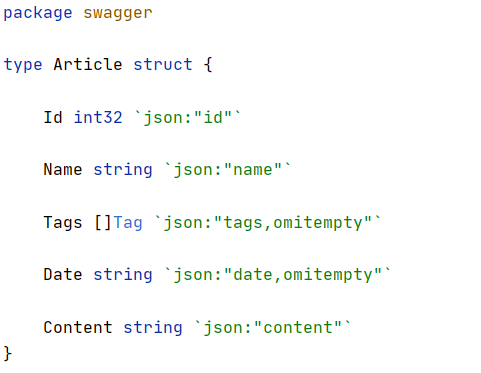 package swagger
type Article struct {
Id int32 `json:"id"`
Name string `json:"name"`
Tags []Tag `json:"tags,omitempty"`
Date string `json:"date,omitempty"`
Content string `json:"content"`
}